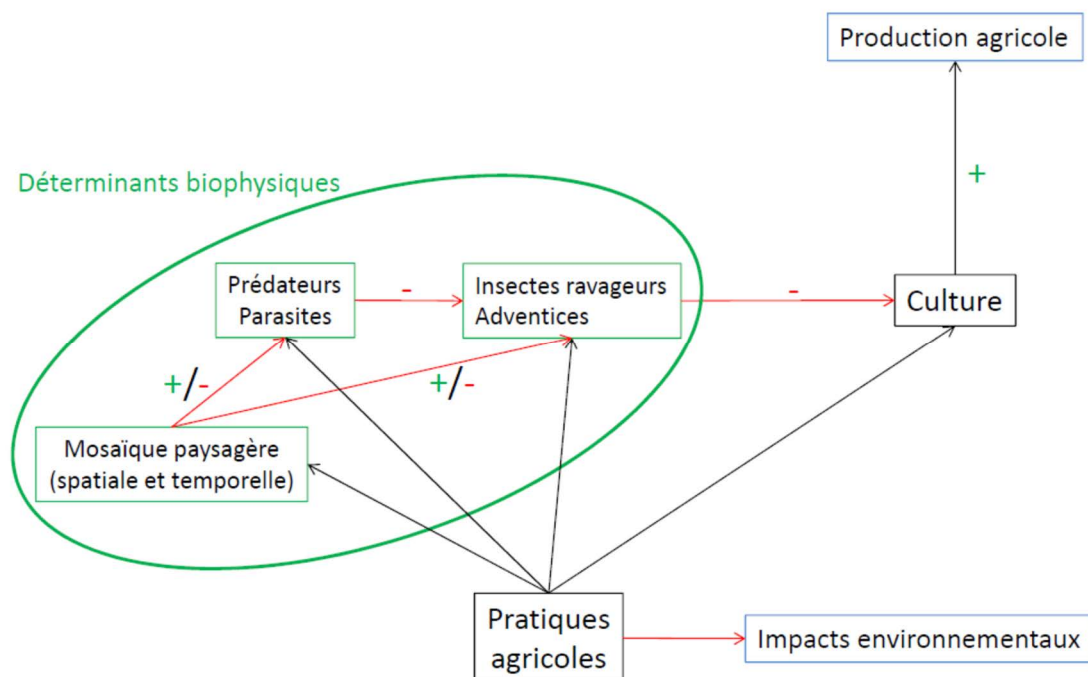 Production agricole
Déterminants biophysiques
+
Prédateurs
Parasites
-
Insectes ravageurs
Adventices
-
Culture
+/-
+/-
Mosaïque paysagère
(spatiale et temporelle)
Pratiques
agricoles
Impacts environnementaux